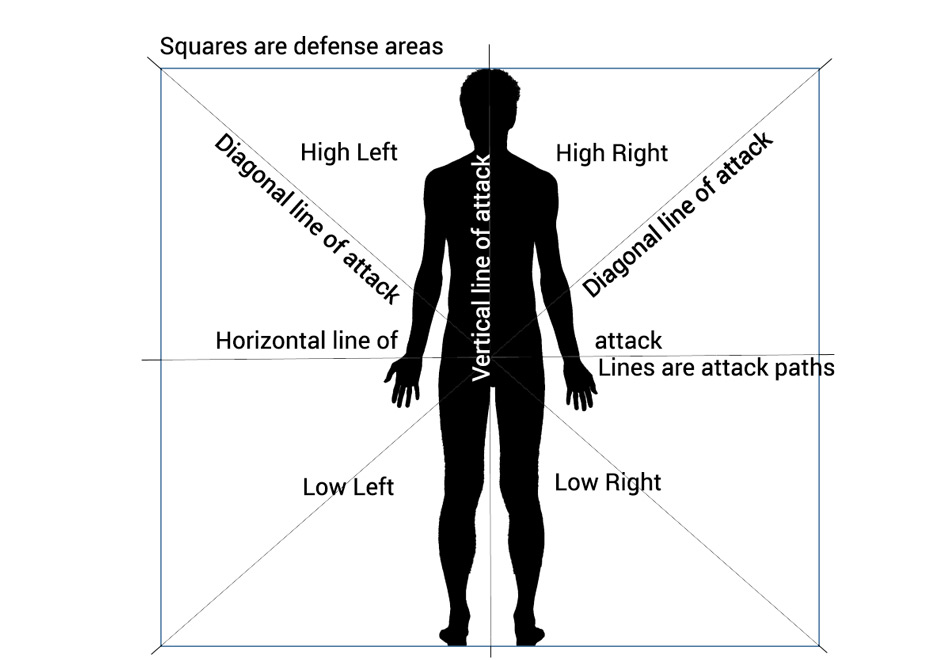 Squares are defense areas
High Left
High Right
Diagonal line of attack
Vertical line of attack
Diagonal line of attack
Horizontal line of attack
Lines are attack paths
Low Left
Low Right